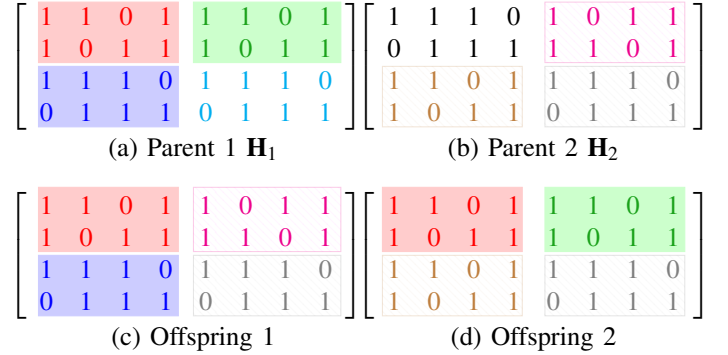 1 1 0 1 1 1 0 1 1 1 1 0 1 0 1 1
1 0 1 1 1 0 1 1 0 1 1 1 1 1 0 1
1 1 1 0 1 1 1 0 1 1 0 1 1 1 1 0
0 1 1 1 0 1 1 1 1 0 1 1 0 1 1 1
(a) Parent 1 H₁ (b) Parent 2 H₂
1 1 0 1 1 0 1 1 1 1 0 1 1 1 0 1
1 0 1 1 1 1 0 1 1 0 1 1 1 0 1 1
1 1 1 0 1 1 1 0 1 1 0 1 1 1 1 0
0 1 1 1 0 1 1 1 1 0 1 1 0 1 1 1
(c) Offspring 1 (d) Offspring 2